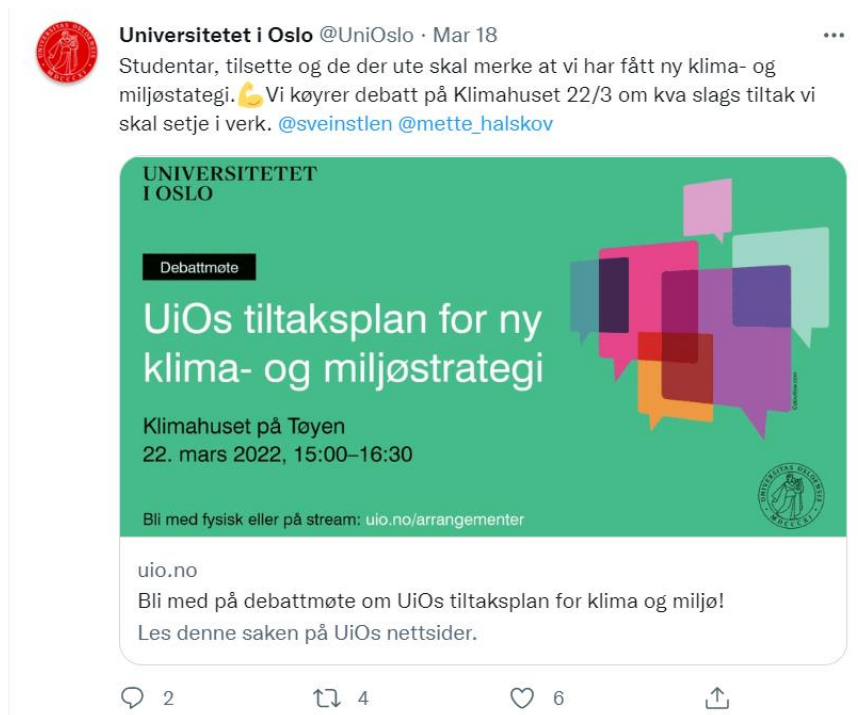 Universitetet i Oslo @UniOslo · Mar 18
Studentar, tilsette og de der ute skal merke at vi har fått ny klima- og
miljøstategi.💪Vi køyrer debatt på Klimahuset 22/3 om kva slags tiltak vi
skal setje i verk. @sveinstlen @mette_halskov
UNIVERSITETET
I OSLO
Debattmøte
UiOs tiltaksplan for ny
klima- og miljøstrategi
Klimahuset på Tøyen
22. mars 2022, 15:00–16:30
Bli med fysisk eller på stream: uio.no/arrangementer
uio.no
Bli med på debattmøte om UiOs tiltaksplan for klima og miljø!
Les denne saken på UiOs nettsider.
2 4 6